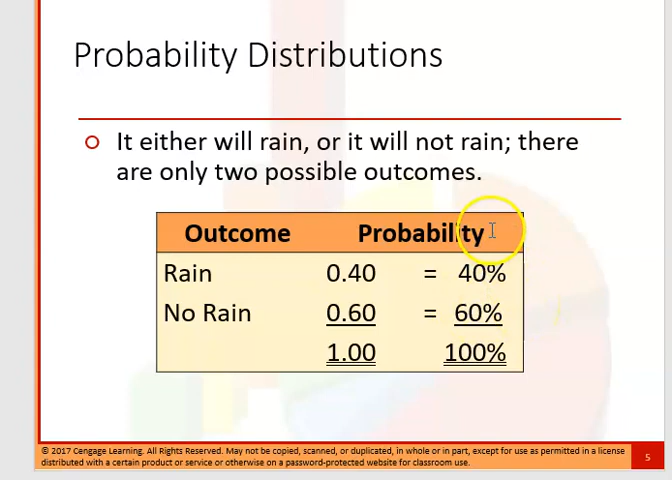 Probability Distributions
It either will rain, or it will not rain; there
are only two possible outcomes.
Outcome Probability
Rain 0.40 = 40%
No Rain 0.60 = 60%
1.00 100%
© 2017 Cengage Learning. All Rights Reserved. May not be copied, scanned, or duplicated, in whole or in part, except for use as permitted in a license
distributed with a certain product or service or otherwise on a password-protected website for classroom use.
5